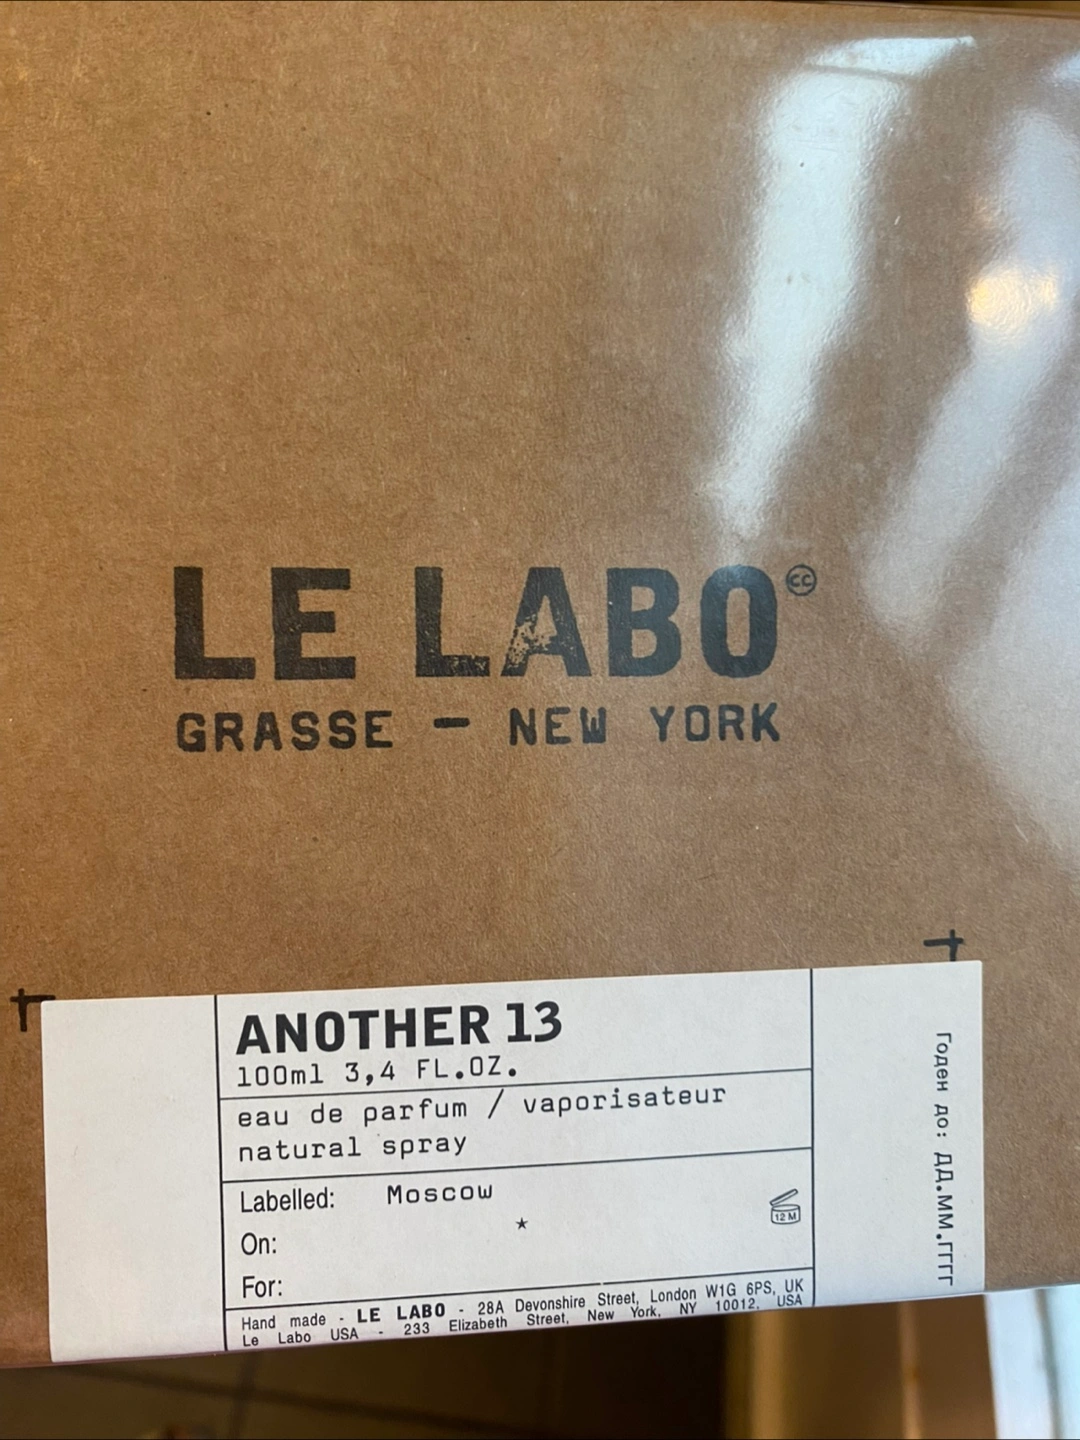 LE LABO
cc
GRASSE — NEW YORK
ANOTHER 13
100ml 3,4 FL.OZ.
eau de parfum / vaporisateur
natural spray
Labelled: Moscow
On:
For:
12 M
Hand made - LE LABO - 28A Devonshire Street, London W1G 6PS, UK
Le Labo USA - 233 Elizabeth Street, New York, NY 10012, USA
Годен до: ДД.ММ.ГГГГ